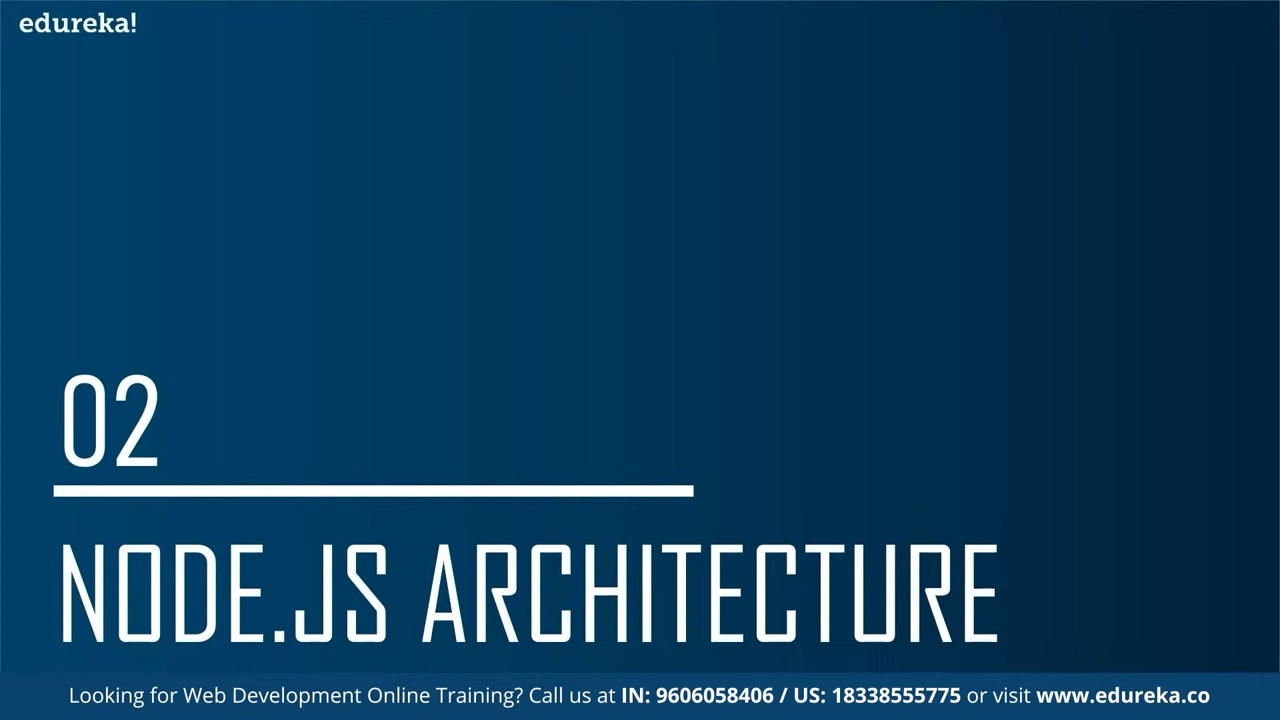 edureka!
02
NODE.JS ARCHITECTURE
Looking for Web Development Online Training? Call us at IN: 9606058406 / US: 18338555775 or visit www.edureka.co